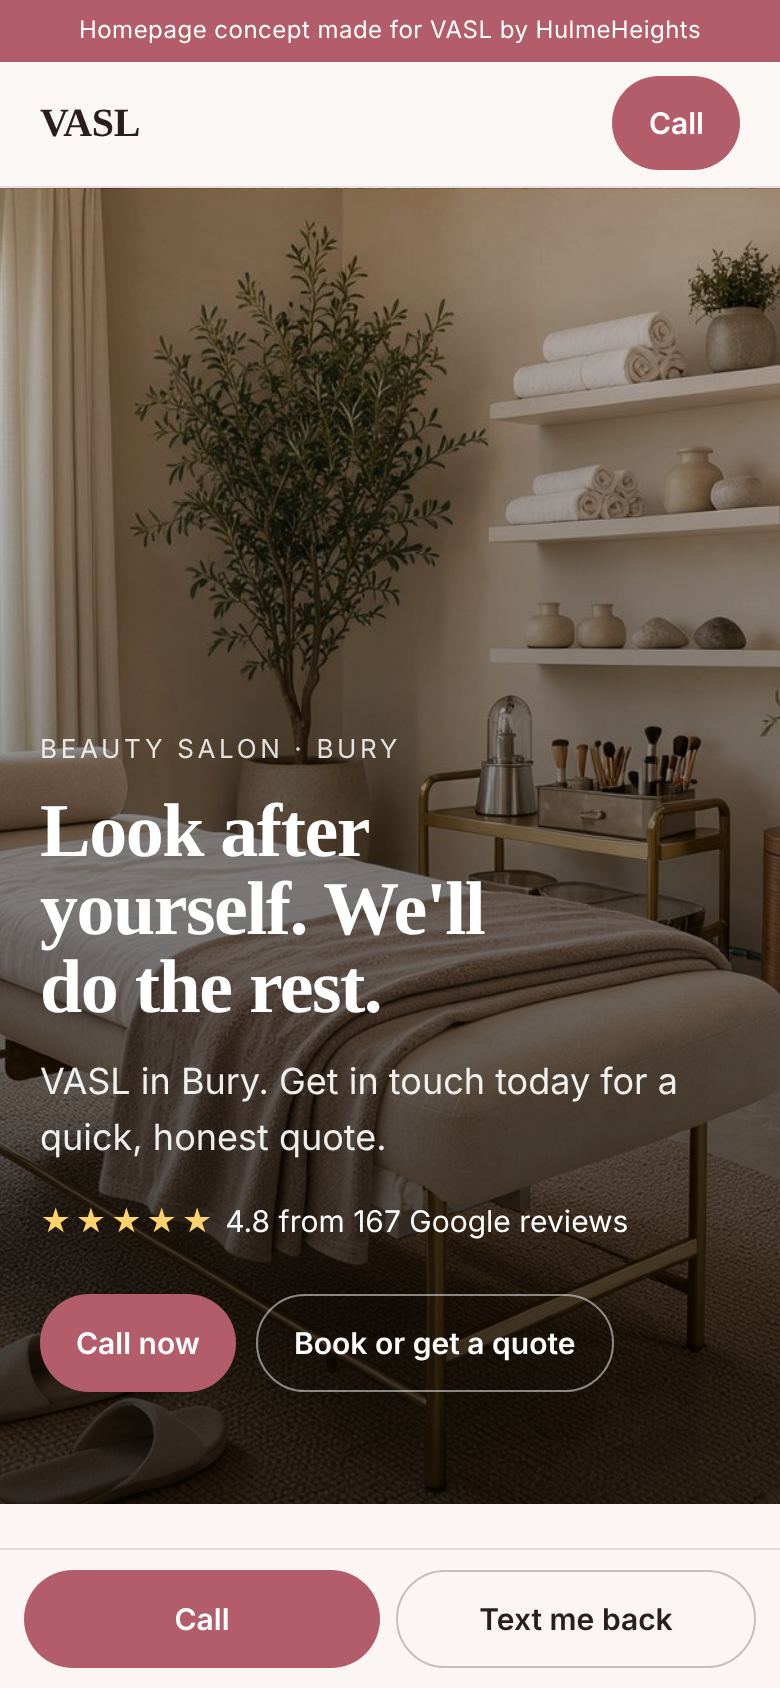 Homepage concept made for VASL by HulmeHeights
VASL
Call
BEAUTY SALON · BURY
Look after
yourself. We'll
do the rest.
VASL in Bury. Get in touch today for a
quick, honest quote.
★★★★★ 4.8 from 167 Google reviews
Call now
Book or get a quote
Call
Text me back